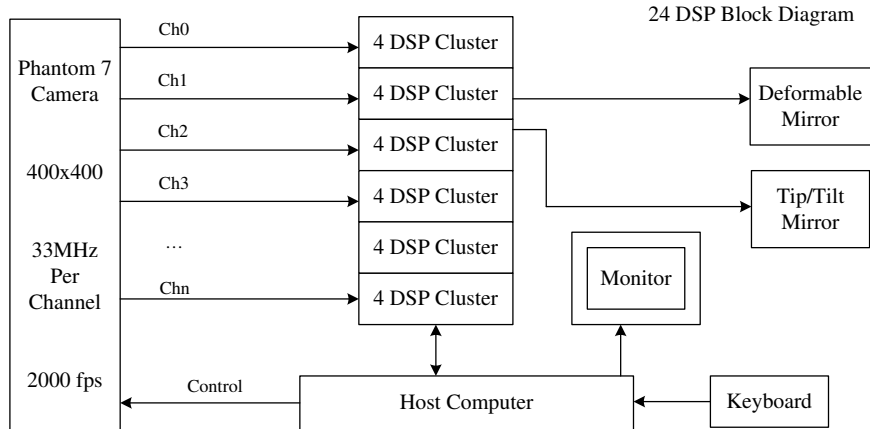 24 DSP Block Diagram
Phantom 7
Camera
400x400
33MHz
Per
Channel
2000 fps
Ch0
Ch1
Ch2
Ch3
...
Chn
Control
4 DSP Cluster
4 DSP Cluster
4 DSP Cluster
4 DSP Cluster
4 DSP Cluster
4 DSP Cluster
Deformable
Mirror
Tip/Tilt
Mirror
Monitor
Host Computer
Keyboard